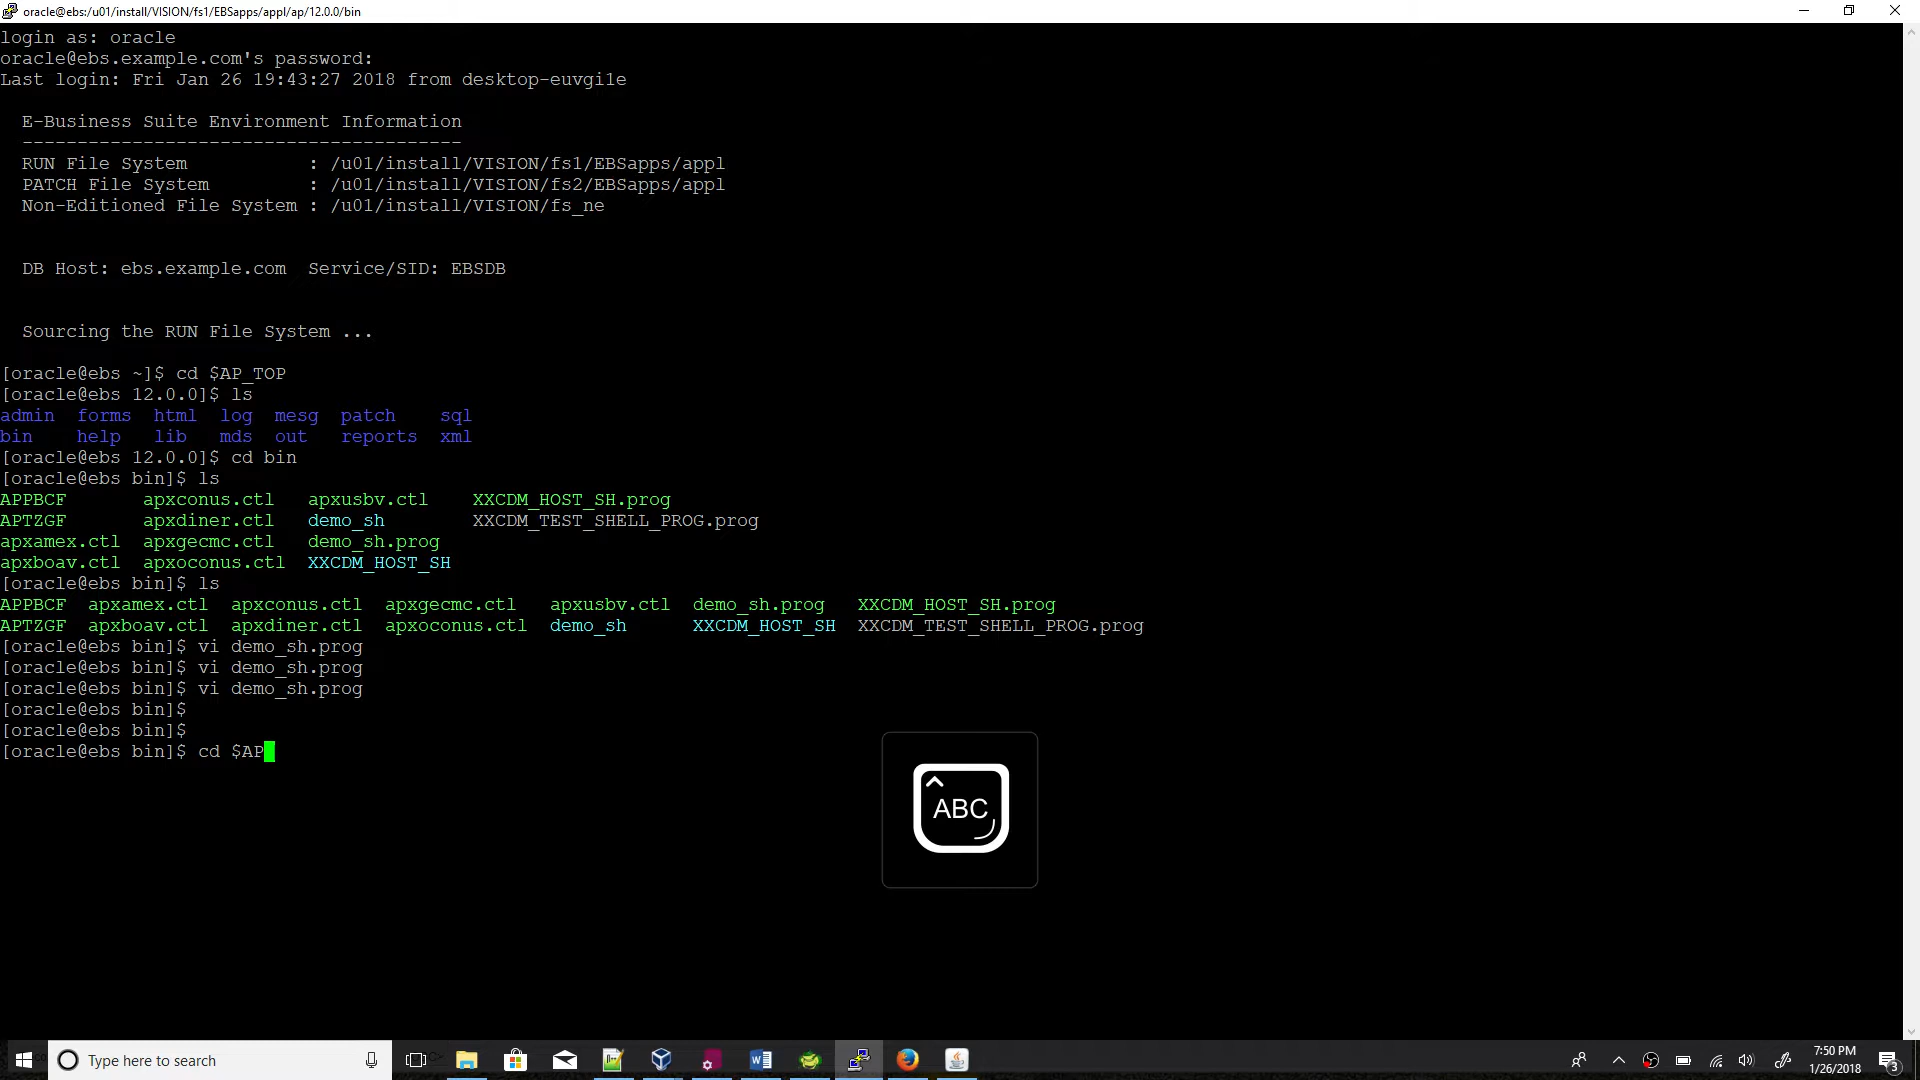 oracle@ebs:/u01/install/VISION/fs1/EBSapps/appl/ap/12.0.0/bin
login as: oracle
oracle@ebs.example.com's password:
Last login: Fri Jan 26 19:43:27 2018 from desktop-euvgi1e
E-Business Suite Environment Information
----------------------------------------
RUN File System           : /u01/install/VISION/fs1/EBSapps/appl
PATCH File System         : /u01/install/VISION/fs2/EBSapps/appl
Non-Editioned File System : /u01/install/VISION/fs_ne
DB Host: ebs.example.com  Service/SID: EBSDB
Sourcing the RUN File System ...
[oracle@ebs ~]$ cd $AP_TOP
[oracle@ebs 12.0.0]$ ls
admin  forms  html  log  mesg  patch    sql
bin    help   lib   mds  out   reports  xml
[oracle@ebs 12.0.0]$ cd bin
[oracle@ebs bin]$ ls
APPBCF       apxconus.ctl   apxusbv.ctl    XXCDM_HOST_SH.prog
APTZGF       apxdiner.ctl   demo_sh        XXCDM_TEST_SHELL_PROG.prog
apxamex.ctl  apxgecmc.ctl   demo_sh.prog
apxboav.ctl  apxoconus.ctl  XXCDM_HOST_SH
[oracle@ebs bin]$ ls
APPBCF  apxamex.ctl  apxconus.ctl  apxgecmc.ctl   apxusbv.ctl  demo_sh.prog   XXCDM_HOST_SH.prog
APTZGF  apxboav.ctl  apxdiner.ctl  apxoconus.ctl  demo_sh      XXCDM_HOST_SH  XXCDM_TEST_SHELL_PROG.prog
[oracle@ebs bin]$ vi demo_sh.prog
[oracle@ebs bin]$ vi demo_sh.prog
[oracle@ebs bin]$ vi demo_sh.prog
[oracle@ebs bin]$
[oracle@ebs bin]$
[oracle@ebs bin]$ cd $AP
ABC
Type here to search
7:50 PM
1/26/2018
3